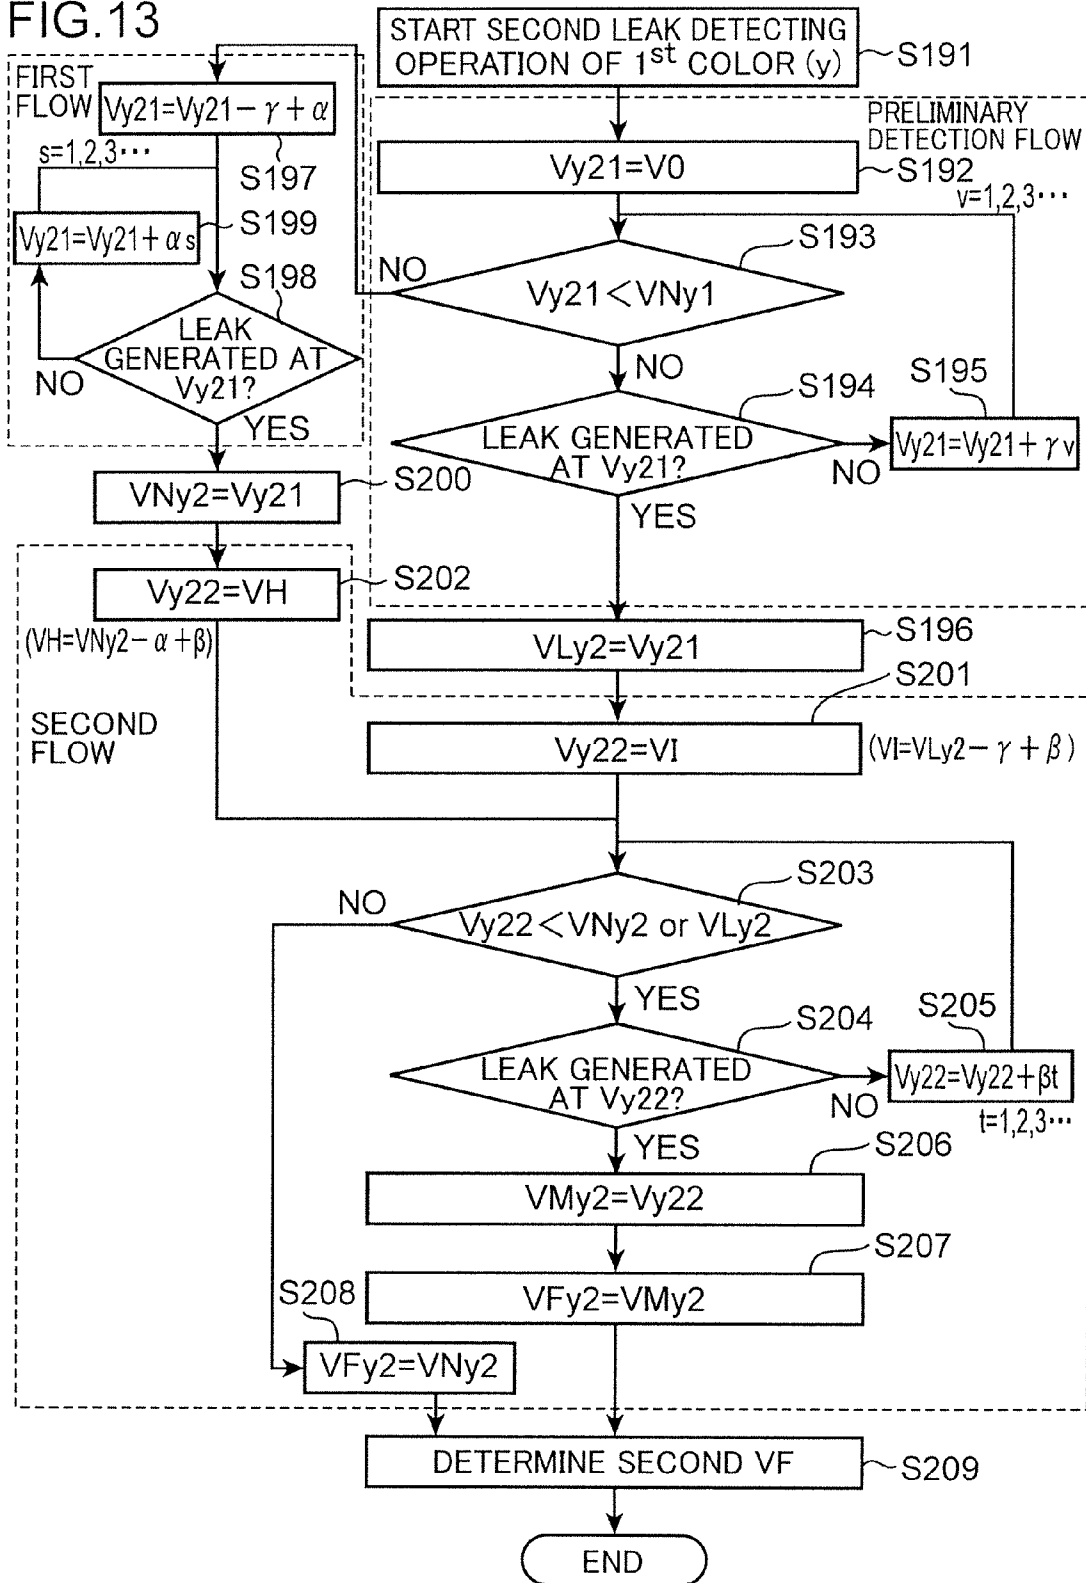 FIG.13
START SECOND LEAK DETECTING
OPERATION OF 1st COLOR (y)
S191
FIRST
FLOW
Vy21=Vy21-γ+α
S197
s=1,2,3…
Vy21=Vy21+αs
S199
S198
LEAK
GENERATED AT
Vy21?
NO
YES
PRELIMINARY
DETECTION FLOW
Vy21=V0
S192
v=1,2,3…
S193
NO
Vy21<VNy1
NO
S194
LEAK GENERATED
AT Vy21?
NO
S195
Vy21=Vy21+γv
YES
VNy2=Vy21
S200
Vy22=VH
S202
(VH=VNy2-α+β)
VLy2=Vy21
S196
S201
SECOND
FLOW
Vy22=VI
(VI=VLy2-γ+β)
S203
NO
Vy22<VNy2 or VLy2
YES
S204
LEAK GENERATED
AT Vy22?
NO
S205
Vy22=Vy22+βt
t=1,2,3…
YES
S206
VMy2=Vy22
S207
VFy2=VMy2
S208
VFy2=VNy2
DETERMINE SECOND VF
S209
END